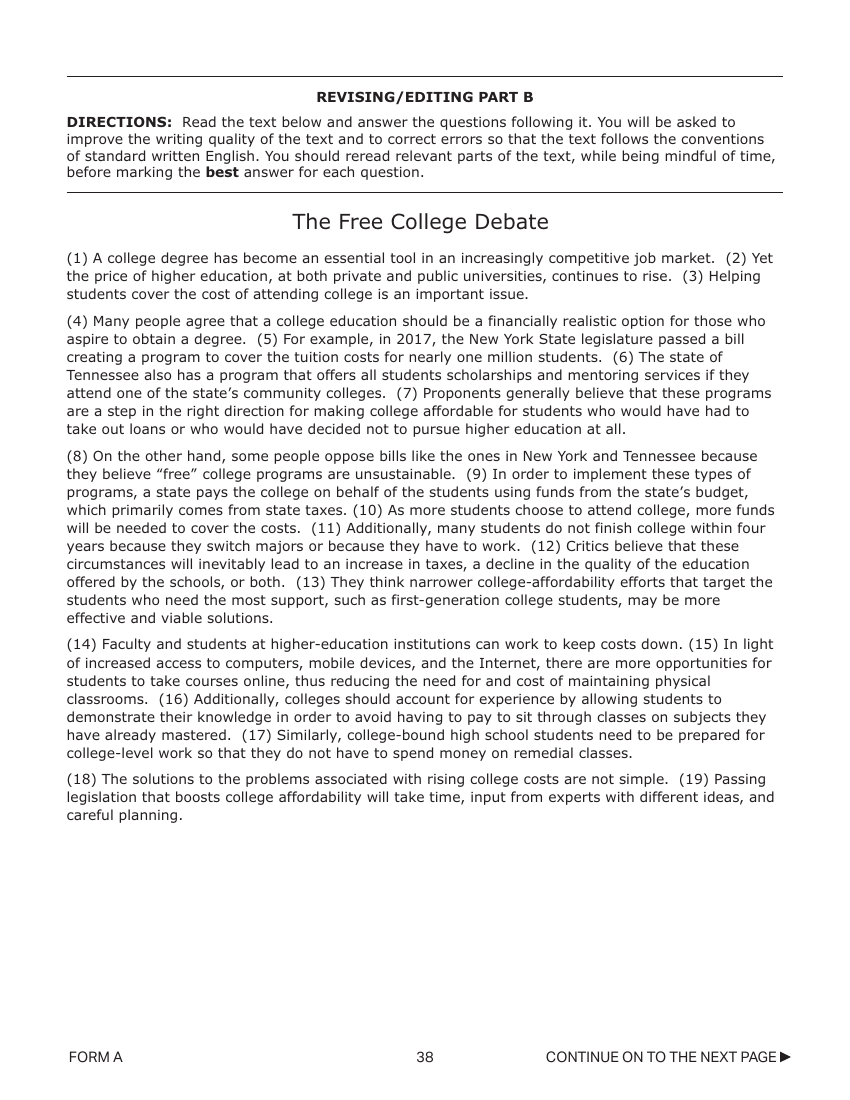 REVISING/EDITING PART B
DIRECTIONS: Read the text below and answer the questions following it. You will be asked to
improve the writing quality of the text and to correct errors so that the text follows the conventions
of standard written English. You should reread relevant parts of the text, while being mindful of time,
before marking the best answer for each question.
The Free College Debate
(1) A college degree has become an essential tool in an increasingly competitive job market. (2) Yet
the price of higher education, at both private and public universities, continues to rise. (3) Helping
students cover the cost of attending college is an important issue.
(4) Many people agree that a college education should be a financially realistic option for those who
aspire to obtain a degree. (5) For example, in 2017, the New York State legislature passed a bill
creating a program to cover the tuition costs for nearly one million students. (6) The state of
Tennessee also has a program that offers all students scholarships and mentoring services if they
attend one of the state’s community colleges. (7) Proponents generally believe that these programs
are a step in the right direction for making college affordable for students who would have had to
take out loans or who would have decided not to pursue higher education at all.
(8) On the other hand, some people oppose bills like the ones in New York and Tennessee because
they believe “free” college programs are unsustainable. (9) In order to implement these types of
programs, a state pays the college on behalf of the students using funds from the state’s budget,
which primarily comes from state taxes. (10) As more students choose to attend college, more funds
will be needed to cover the costs. (11) Additionally, many students do not finish college within four
years because they switch majors or because they have to work. (12) Critics believe that these
circumstances will inevitably lead to an increase in taxes, a decline in the quality of the education
offered by the schools, or both. (13) They think narrower college-affordability efforts that target the
students who need the most support, such as first-generation college students, may be more
effective and viable solutions.
(14) Faculty and students at higher-education institutions can work to keep costs down. (15) In light
of increased access to computers, mobile devices, and the Internet, there are more opportunities for
students to take courses online, thus reducing the need for and cost of maintaining physical
classrooms. (16) Additionally, colleges should account for experience by allowing students to
demonstrate their knowledge in order to avoid having to pay to sit through classes on subjects they
have already mastered. (17) Similarly, college-bound high school students need to be prepared for
college-level work so that they do not have to spend money on remedial classes.
(18) The solutions to the problems associated with rising college costs are not simple. (19) Passing
legislation that boosts college affordability will take time, input from experts with different ideas, and
careful planning.
FORM A 38 CONTINUE ON TO THE NEXT PAGE ▶